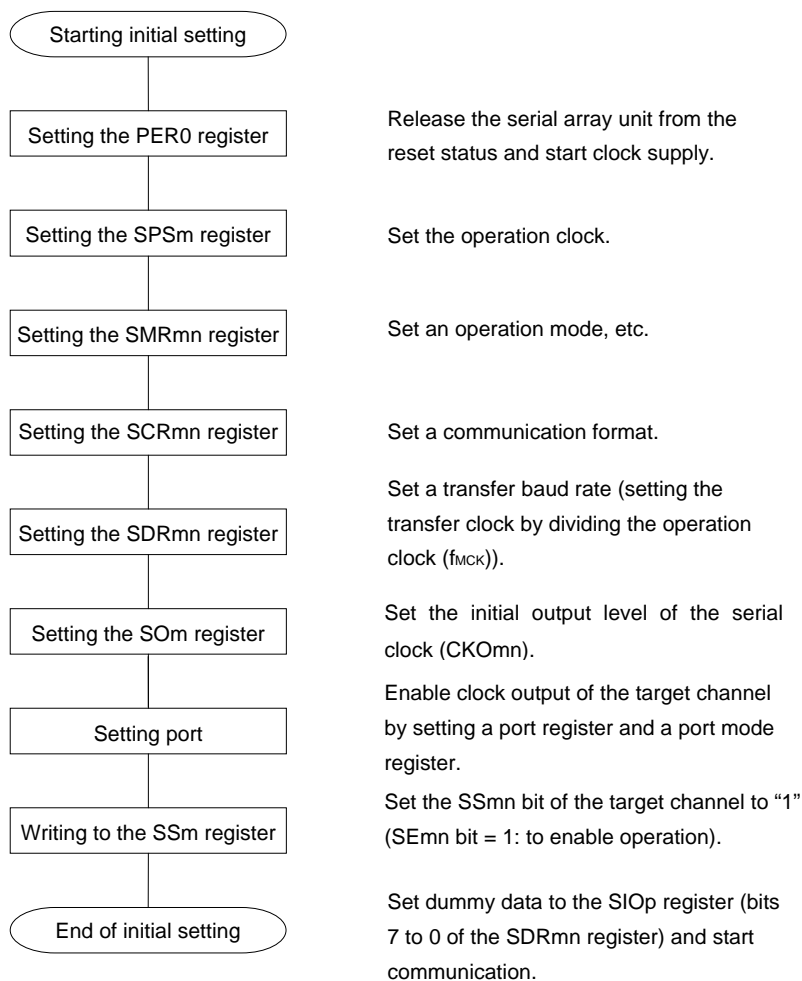 Starting initial setting
Setting the PER0 register
Release the serial array unit from the
reset status and start clock supply.
Setting the SPSm register
Set the operation clock.
Setting the SMRmn register
Set an operation mode, etc.
Setting the SCRmn register
Set a communication format.
Setting the SDRmn register
Set a transfer baud rate (setting the
transfer clock by dividing the operation
clock (fMCK)).
Setting the SOm register
Set the initial output level of the serial
clock (CKOmn).
Setting port
Enable clock output of the target channel
by setting a port register and a port mode
register.
Writing to the SSm register
Set the SSmn bit of the target channel to “1”
(SEmn bit = 1: to enable operation).
End of initial setting
Set dummy data to the SIOp register (bits
7 to 0 of the SDRmn register) and start
communication.